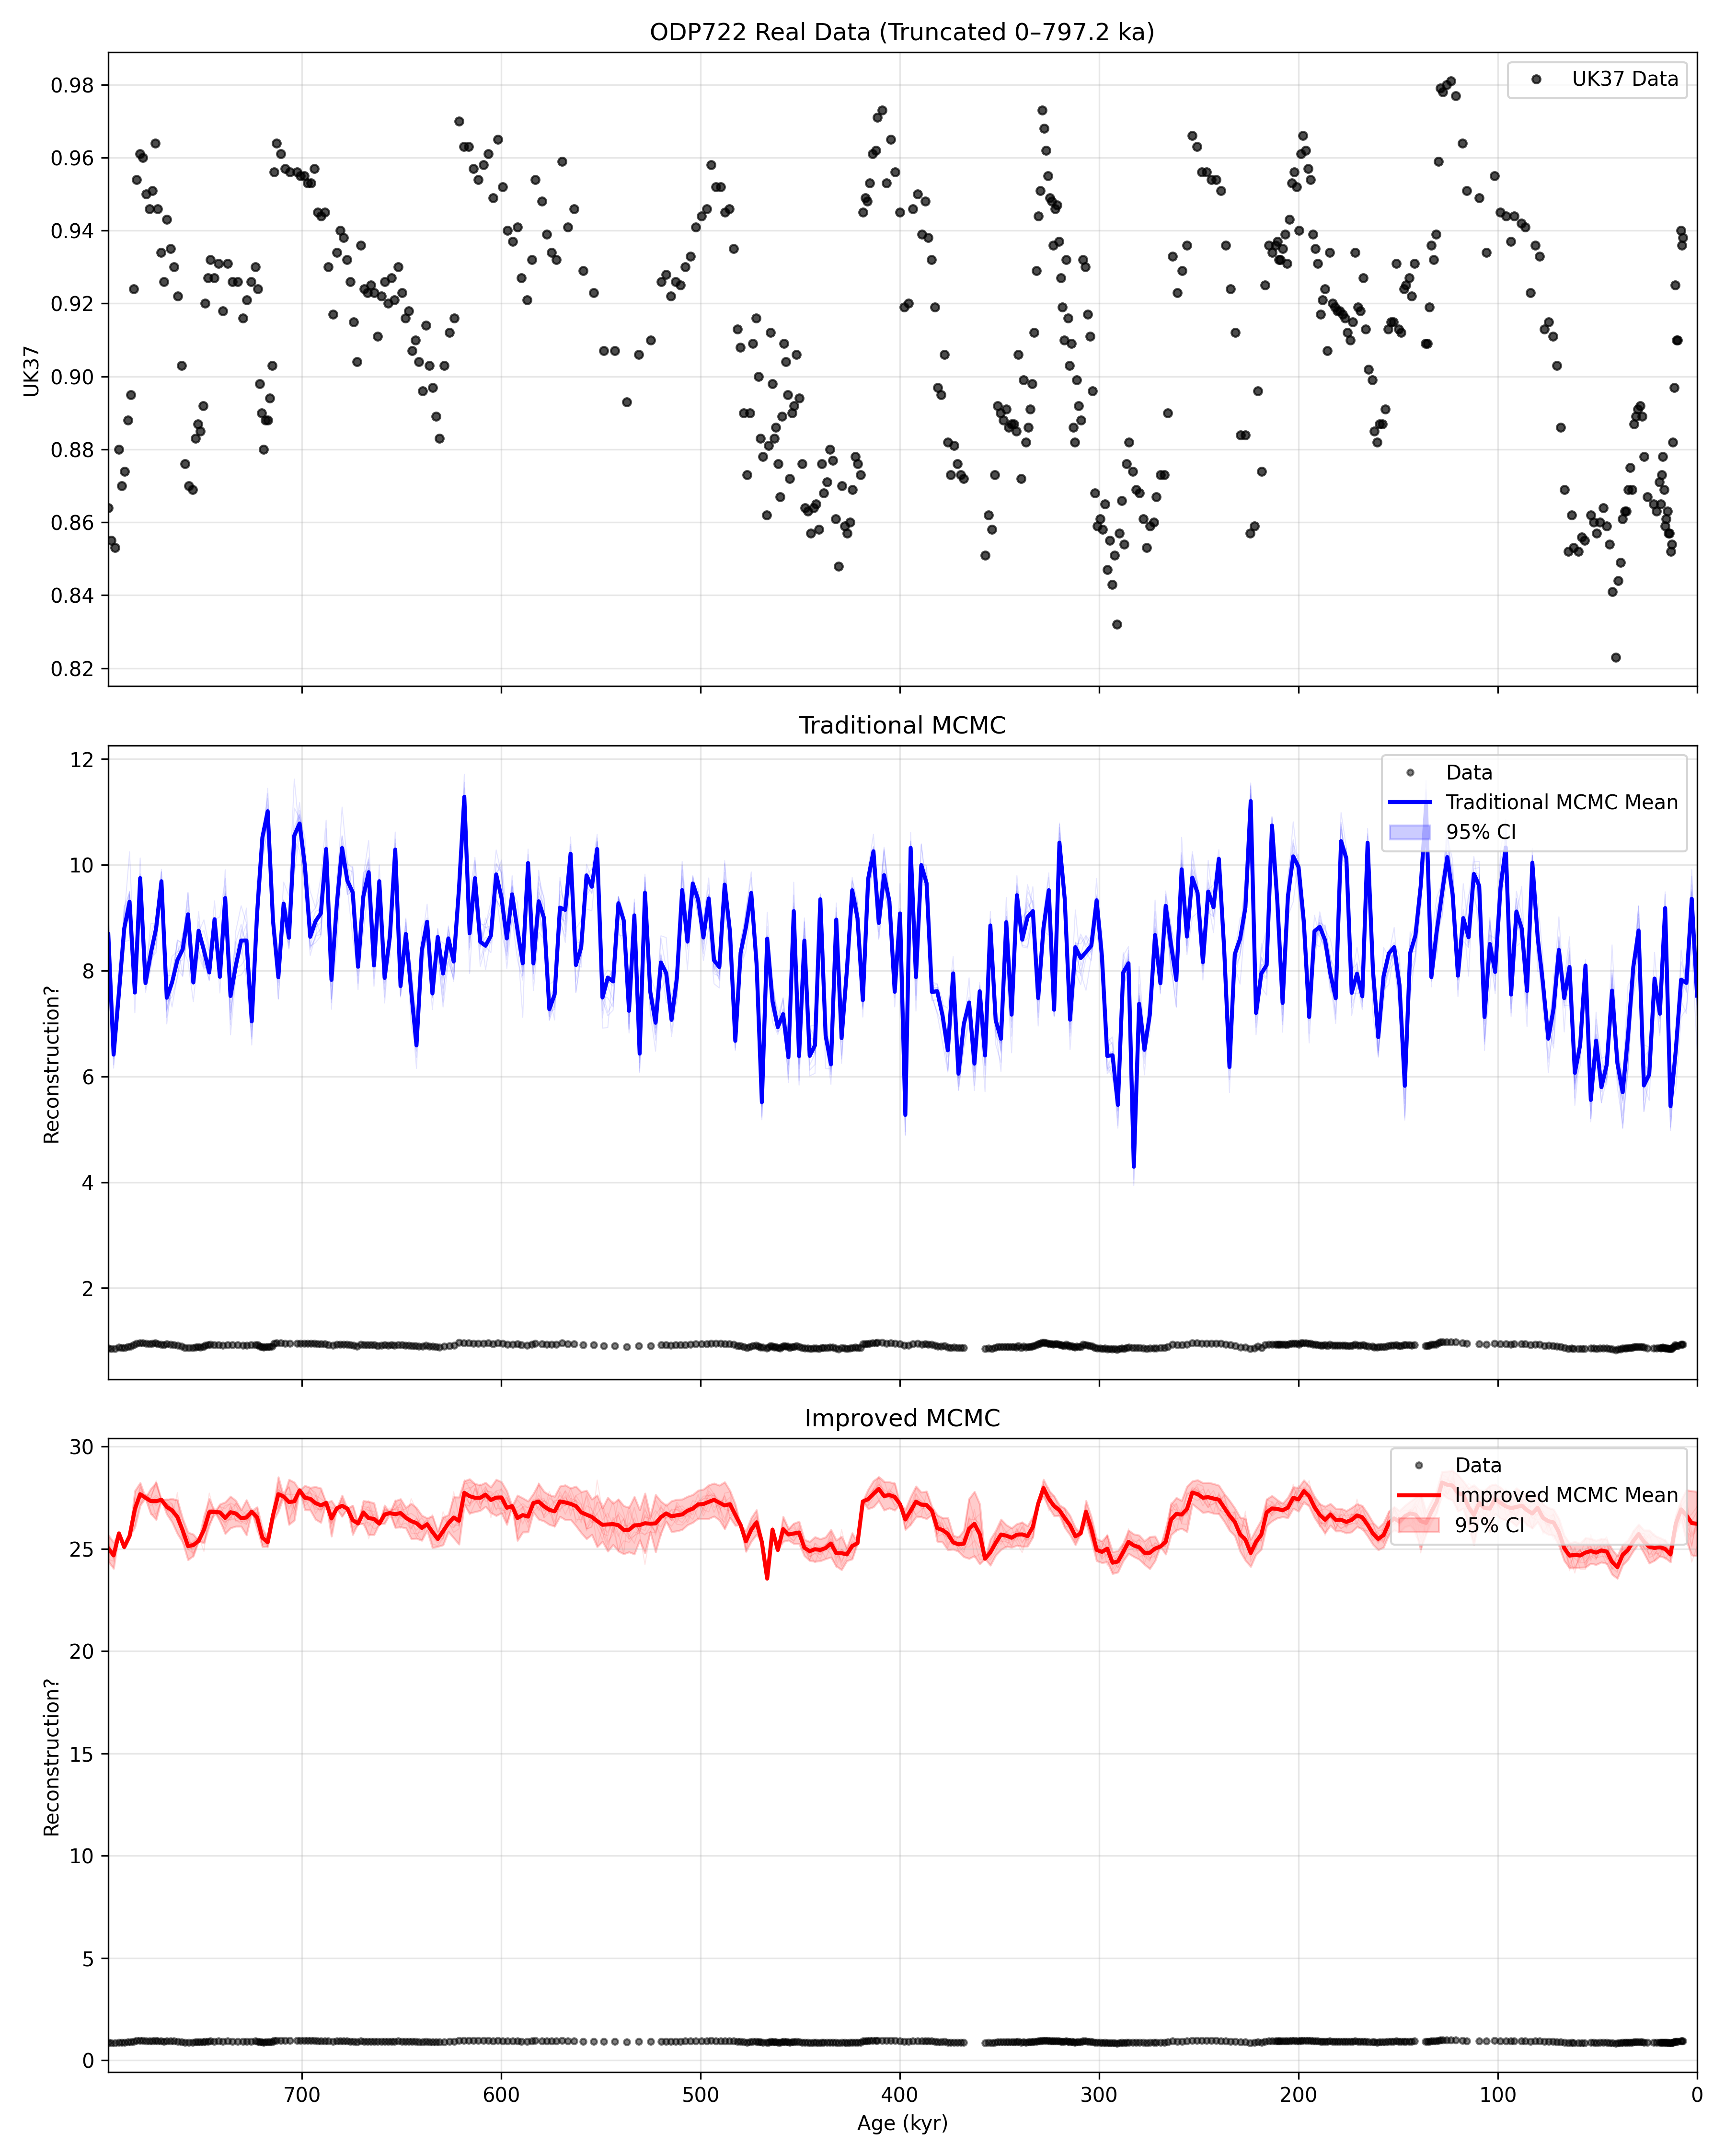 ODP722 Real Data (Truncated 0–797.2 ka)
UK37
0.98
0.96
0.94
0.92
0.90
0.88
0.86
0.84
0.82
UK37 Data
Traditional MCMC
Reconstruction?
12
10
8
6
4
2
Data
Traditional MCMC Mean
95% CI
Improved MCMC
Reconstruction?
30
25
20
15
10
5
0
Data
Improved MCMC Mean
95% CI
700 600 500 400 300 200 100 0
Age (kyr)